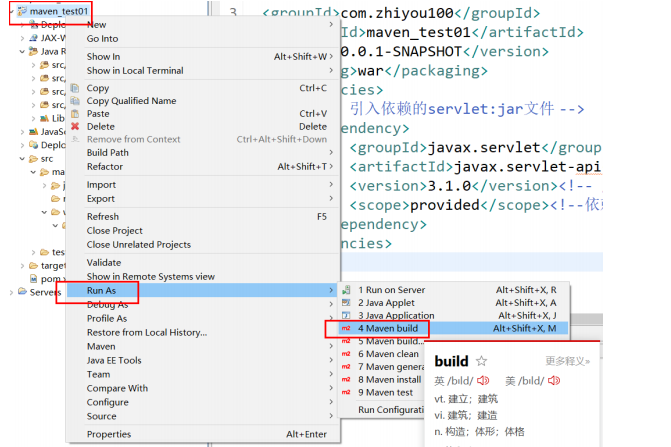 maven_test01
Deplo
JAX-W
Java R
src,
src,
src,
src,
Lib
JavaSe
Deplo
src
ma
j
r
w
test
target
pom
Servers
New
Go Into
Show In Alt+Shift+W
Show in Local Terminal
Copy Ctrl+C
Copy Qualified Name
Paste Ctrl+V
Delete Delete
Remove from Context Ctrl+Alt+Shift+Down
Build Path
Refactor Alt+Shift+T
Import
Export
Refresh F5
Close Project
Close Unrelated Projects
Validate
Show in Remote Systems view
Run As
Debug As
Profile As
Restore from Local History...
Maven
Java EE Tools
Team
Compare With
Configure
Source
Properties Alt+Enter
3 <groupId>com.zhiyou100</groupId>
Id>maven_test01</artifactId>
0.0.1-SNAPSHOT</version>
g>war</packaging>
cies>
引入依赖的servlet:jar文件 -->
endency>
<groupId>javax.servlet</group
<artifactId>javax.servlet-api
<version>3.1.0</version><!--
<scope>provided</scope><!--依赖
ependency>
ncies>
1 Run on Server Alt+Shift+X, R
2 Java Applet Alt+Shift+X, A
3 Java Application Alt+Shift+X, J
4 Maven build Alt+Shift+X, M
5 Maven build...
6 Maven clean
7 Maven genera
8 Maven install
9 Maven test
Run Configurati
build 更多释义»
英 /bɪld/ 美 /bɪld/
vt. 建立；建筑
vi. 建筑；建造
n. 构造；体形；体格